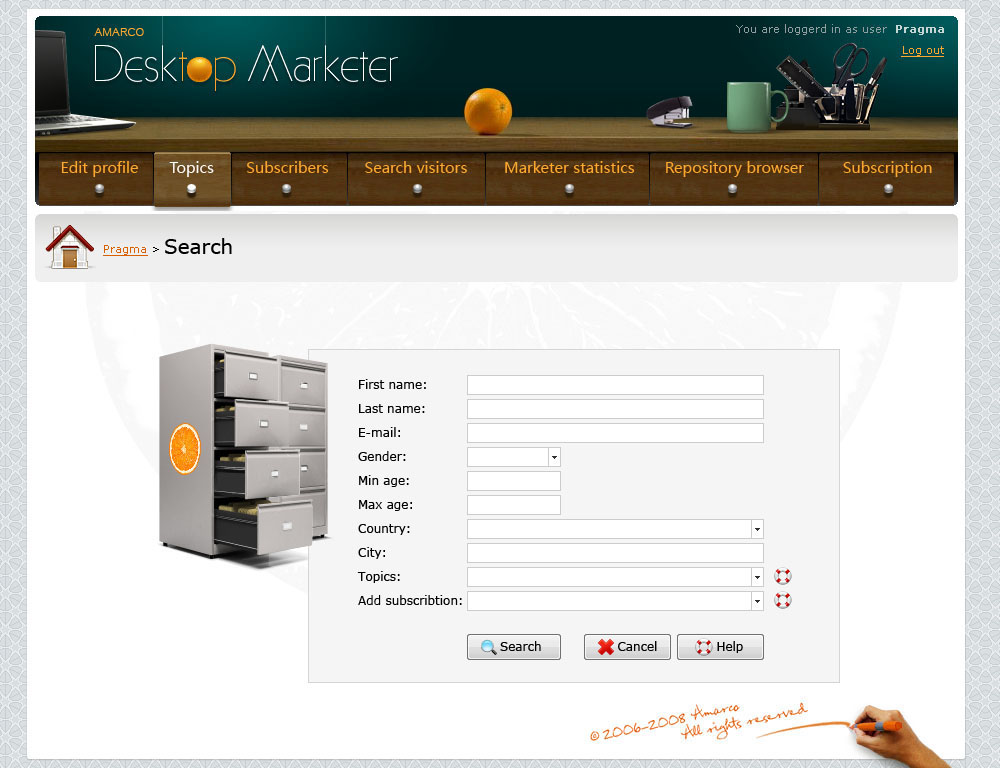 You are loggerd in as user Pragma
Log out
AMARCO
Desktop Marketer
Edit profile
Topics
Subscribers
Search visitors
Marketer statistics
Repository browser
Subscription
Pragma > Search
First name:
Last name:
E-mail:
Gender:
Min age:
Max age:
Country:
City:
Topics:
Add subscribtion:
Search
Cancel
Help
© 2006-2008 Amarco
All rights reserved